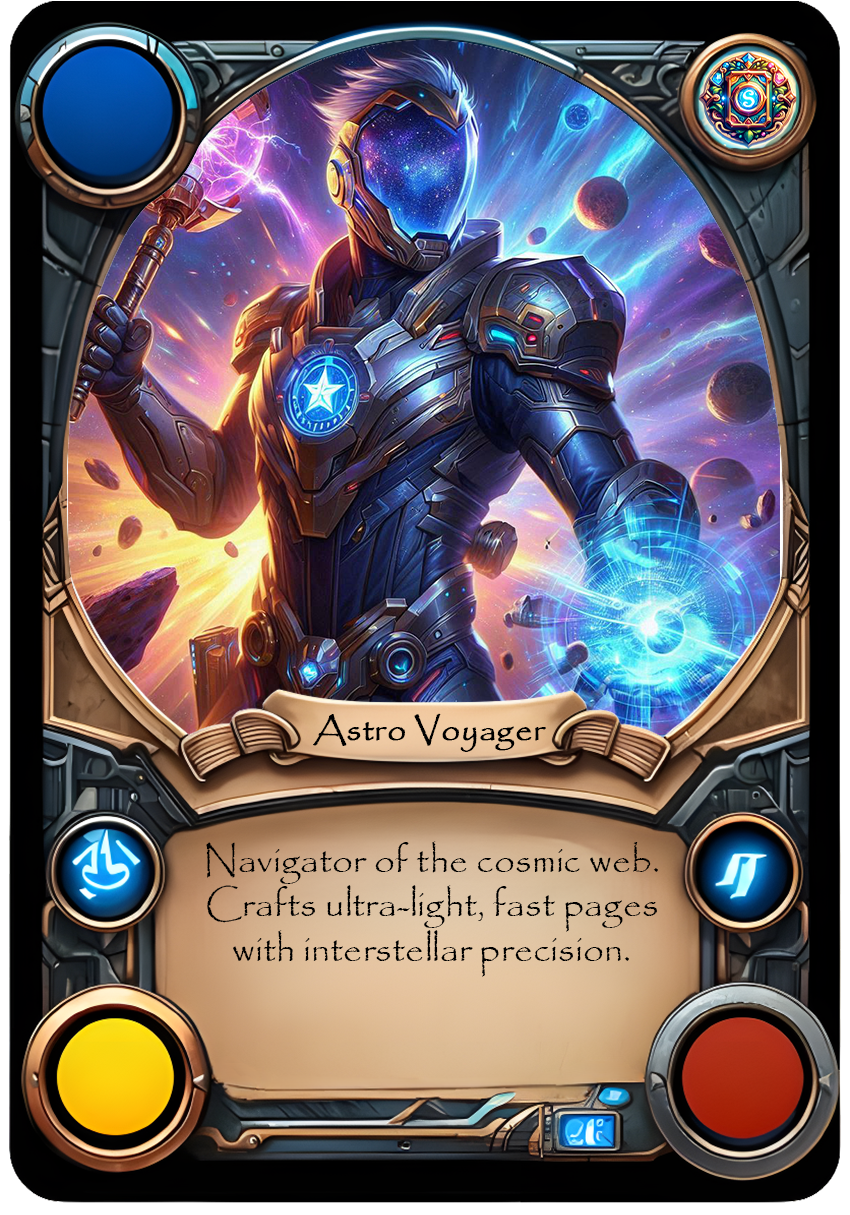 S
Astro Voyager
Navigator of the cosmic web.
Crafts ultra-light, fast pages
with interstellar precision.